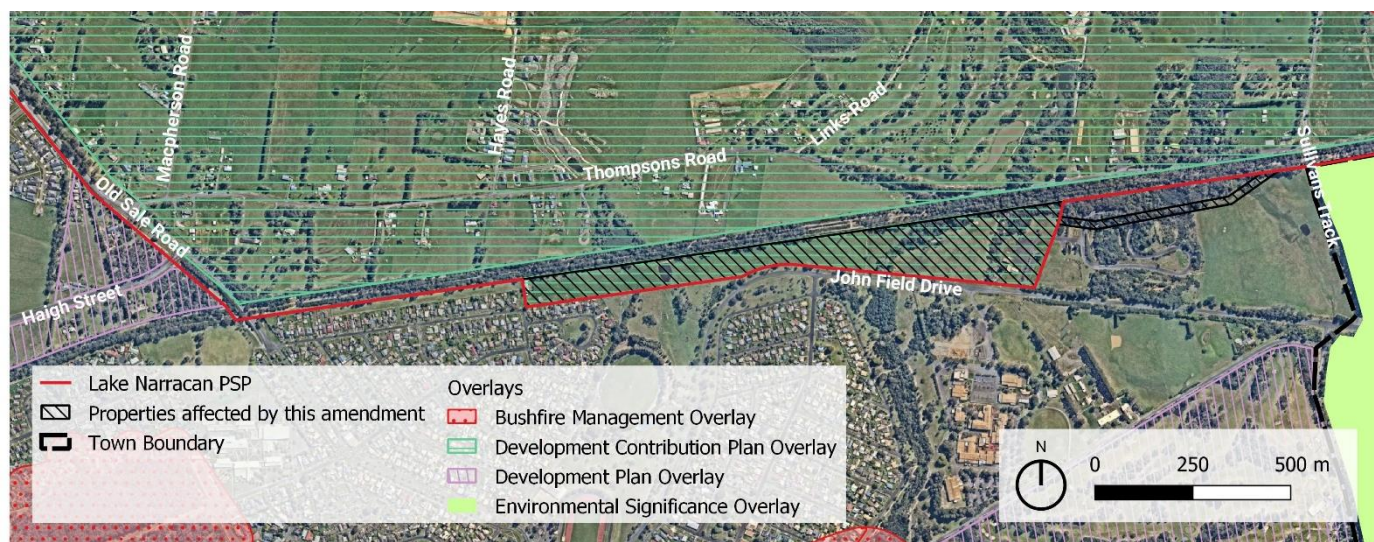 Macpherson Road
Hayes Road
Links Road
Thompsons Road
Sullivans Track
Old Sale Road
Haigh Street
John Field Drive
Lake Narracan PSP
Properties affected by this amendment
Town Boundary
Overlays
Bushfire Management Overlay
Development Contribution Plan Overlay
Development Plan Overlay
Environmental Significance Overlay
N
0 250 500 m